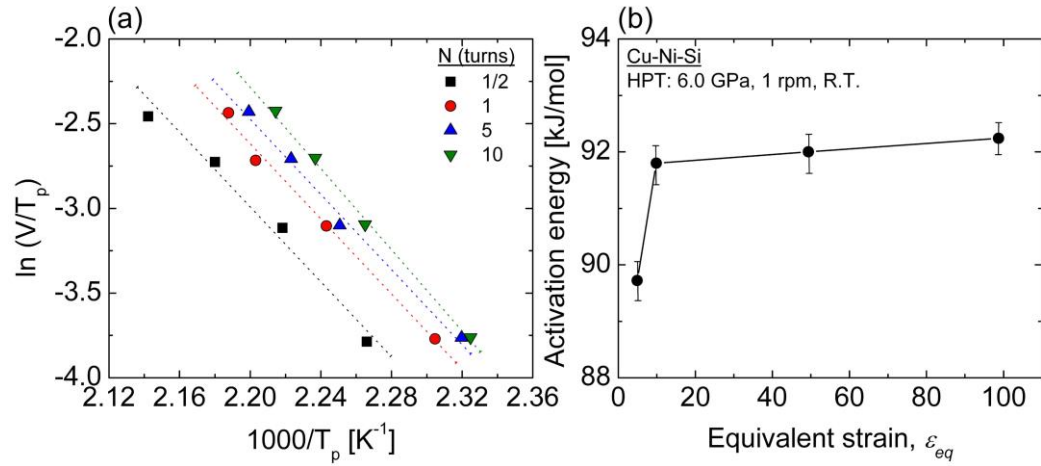 (a)
-2.0
-2.5
-3.0
-3.5
-4.0
ln (V/Tp)
N (turns)
1/2
1
5
10
2.12 2.16 2.20 2.24 2.28 2.32 2.36
1000/Tp [K⁻¹]
(b)
94
92
90
88
Activation energy [kJ/mol]
Cu-Ni-Si
HPT: 6.0 GPa, 1 rpm, R.T.
0 20 40 60 80 100
Equivalent strain, εeq